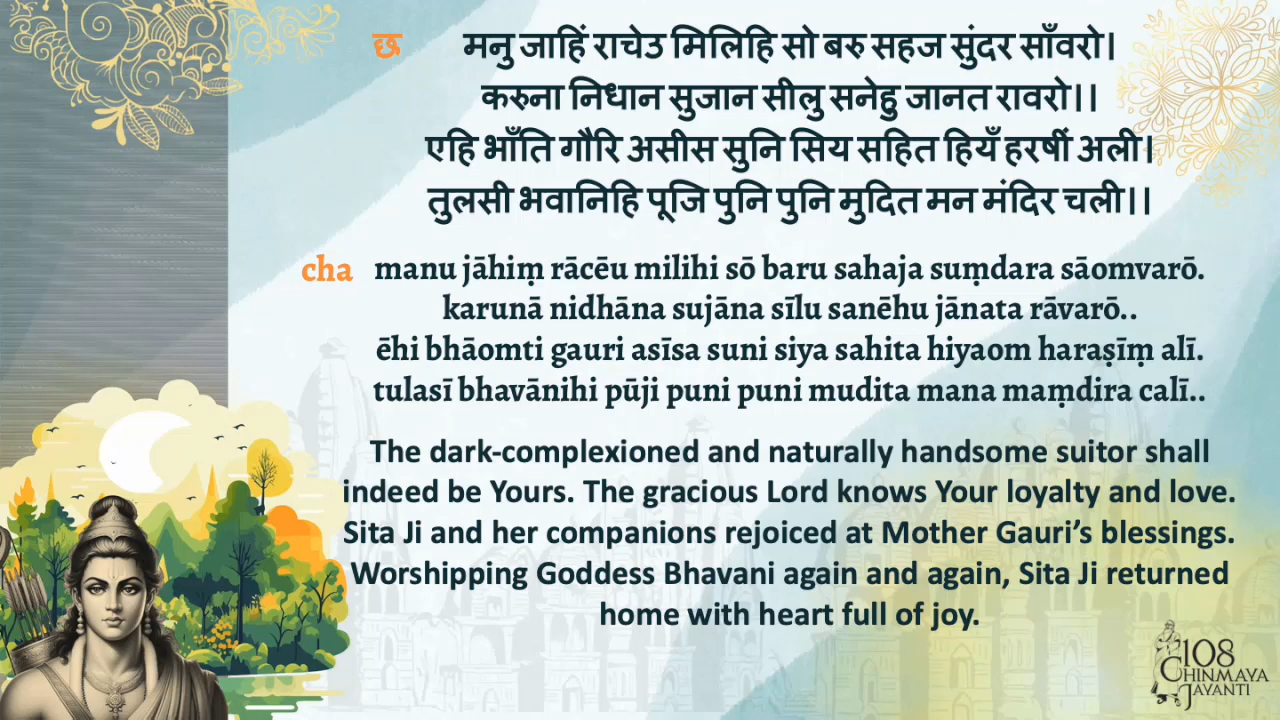 छ मनु जाहिं राचेउ मिलिहि सो बरु सहज सुंदर साँवरो।
करुना निधान सुजान सीलु सनेहु जानत रावरो।।
एहि भाँति गौरि असीस सुनि सिय सहित हियँ हरषीं अली।
तुलसी भवानिहि पूजि पुनि पुनि मुदित मन मंदिर चली।।
cha manu jāhiṃ rācēu milihi sō baru sahaja suṃdara sāomvarō.
karunā nidhāna sujāna sīlu sanēhu jānata rāvarō..
ēhi bhāomti gauri asīsa suni siya sahita hiyaom haraṣīṃ alī.
tulasī bhavānihi pūji puni puni mudita mana maṃdira calī..
The dark-complexioned and naturally handsome suitor shall
indeed be Yours. The gracious Lord knows Your loyalty and love.
Sita Ji and her companions rejoiced at Mother Gauri’s blessings.
Worshipping Goddess Bhavani again and again, Sita Ji returned
home with heart full of joy.
108
CHINMAYA
JAYANTI